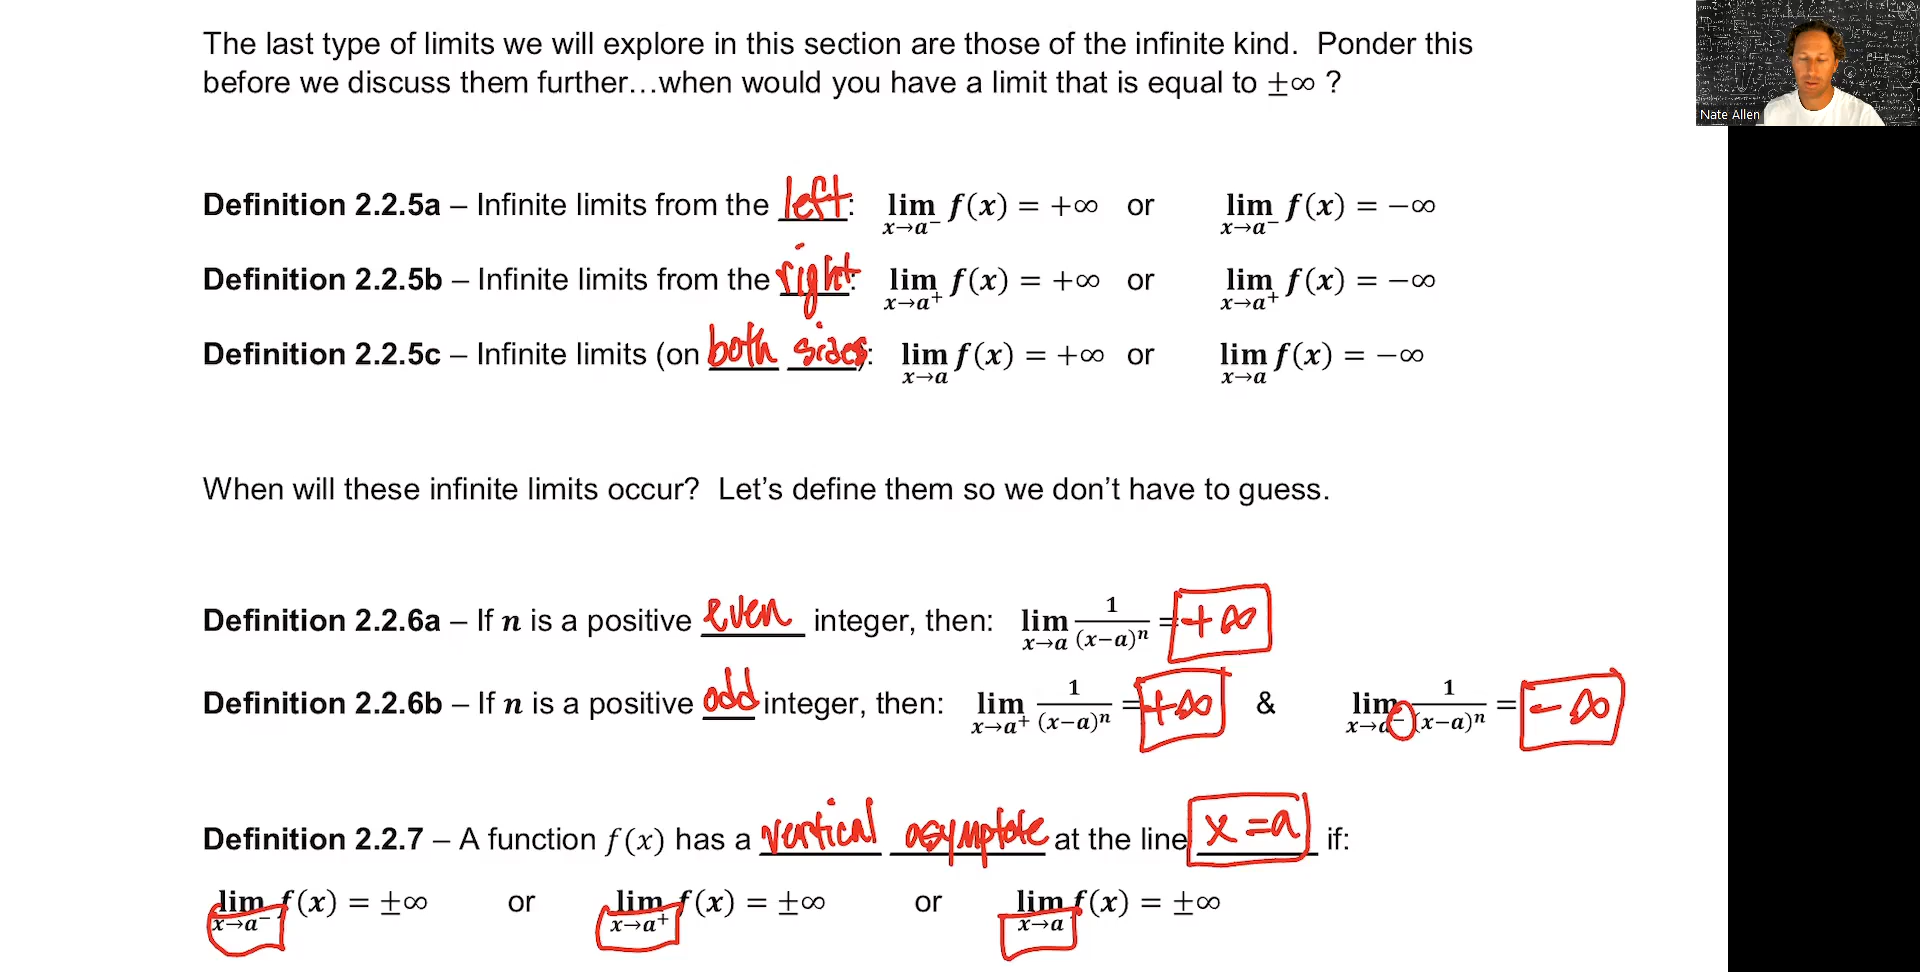 The last type of limits we will explore in this section are those of the infinite kind. Ponder this
before we discuss them further…when would you have a limit that is equal to ±∞ ?
Nate Allen
Definition 2.2.5a – Infinite limits from the left: lim x→a⁻ f(x) = +∞ or lim x→a⁻ f(x) = −∞
Definition 2.2.5b – Infinite limits from the right: lim x→a⁺ f(x) = +∞ or lim x→a⁺ f(x) = −∞
Definition 2.2.5c – Infinite limits (on both sides): lim x→a f(x) = +∞ or lim x→a f(x) = −∞
When will these infinite limits occur? Let’s define them so we don’t have to guess.
Definition 2.2.6a – If n is a positive even integer, then: lim x→a 1/(x−a)ⁿ = +∞
Definition 2.2.6b – If n is a positive odd integer, then: lim x→a⁺ 1/(x−a)ⁿ = +∞ & lim x→a⁻ 1/(x−a)ⁿ = −∞
Definition 2.2.7 – A function f(x) has a vertical asymptote at the line x=a if:
lim x→a⁻ f(x) = ±∞ or lim x→a⁺ f(x) = ±∞ or lim x→a f(x) = ±∞